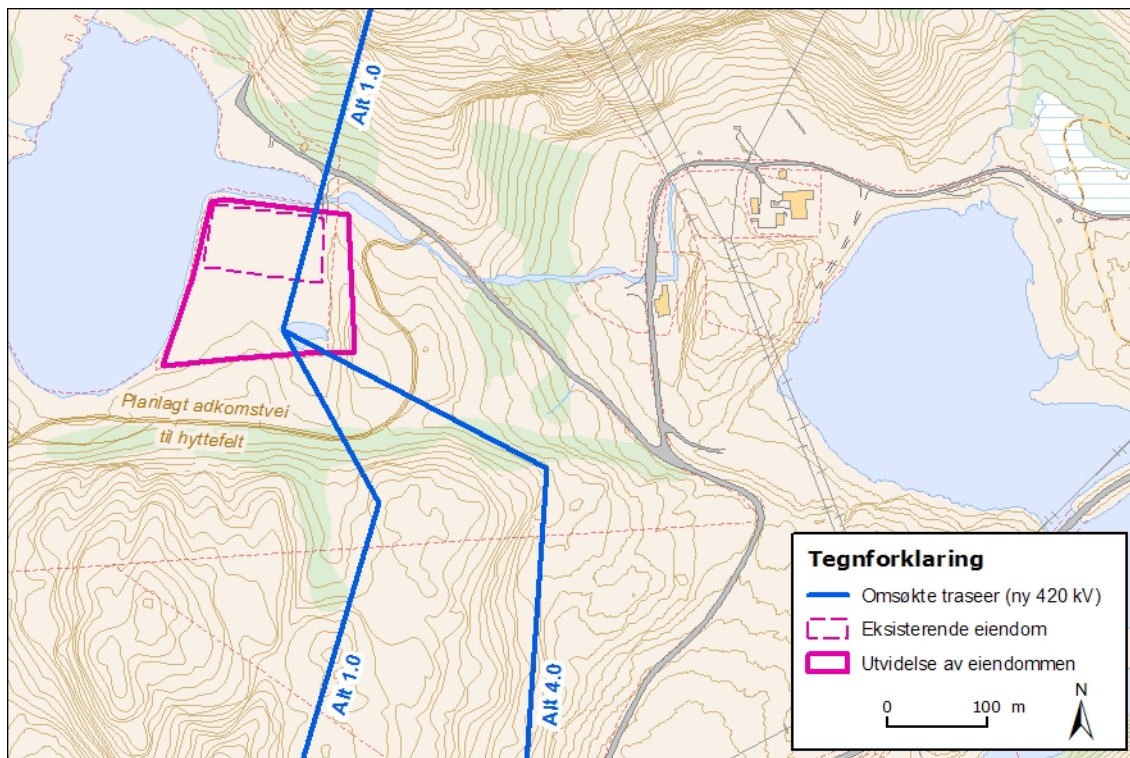 Alt 1.0
Planlagt adkomstvei
til hyttefelt
Alt 1.0
Alt 4.0
Tegnforklaring
Omsøkte traseer (ny 420 kV)
Eksisterende eiendom
Utvidelse av eiendommen
0 100 m
N